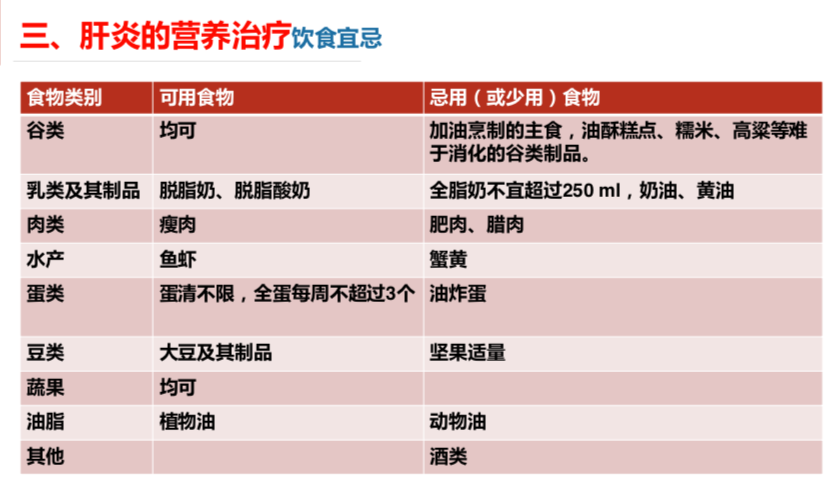 三、肝炎的营养治疗饮食宜忌
食物类别 可用食物 忌用（或少用）食物
谷类 均可 加油烹制的主食，油酥糕点、糯米、高粱等难
于消化的谷类制品。
乳类及其制品 脱脂奶、脱脂酸奶 全脂奶不宜超过250 ml，奶油、黄油
肉类 瘦肉 肥肉、腊肉
水产 鱼虾 蟹黄
蛋类 蛋清不限，全蛋每周不超过3个 油炸蛋
豆类 大豆及其制品 坚果适量
蔬果 均可
油脂 植物油 动物油
其他 酒类